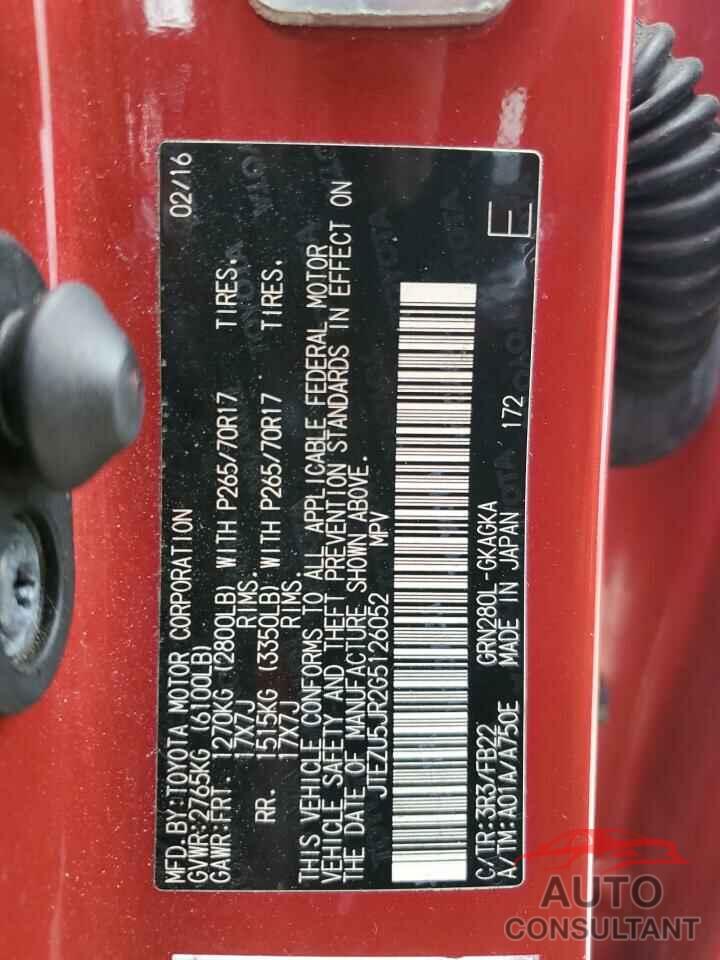 MFD.BY:TOYOTA MOTOR CORPORATION 02/16
GVWR:2765KG (6100LB)
GAWR:FRT. 1270KG (2800LB) WITH P265/70R17 TIRES.
17X7J RIMS.
RR. 1515KG (3350LB) WITH P265/70R17 TIRES.
17X7J RIMS.
THIS VEHICLE CONFORMS TO ALL APPLICABLE FEDERAL MOTOR
VEHICLE SAFETY AND THEFT PREVENTION STANDARDS IN EFFECT ON
THE DATE OF MANUFACTURE SHOWN ABOVE.
JTEZU5JR2G5126052 MPV
C/TR:3R3/FB22 GRN280L-GKAGKA
A/TM:A01A/A750E MADE IN JAPAN 172 E
AUTO
CONSULTANT